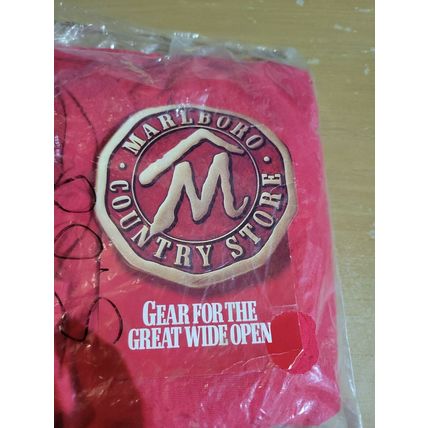 MARLBORO
M
COUNTRY STORE
GEAR FOR THE
GREAT WIDE OPEN